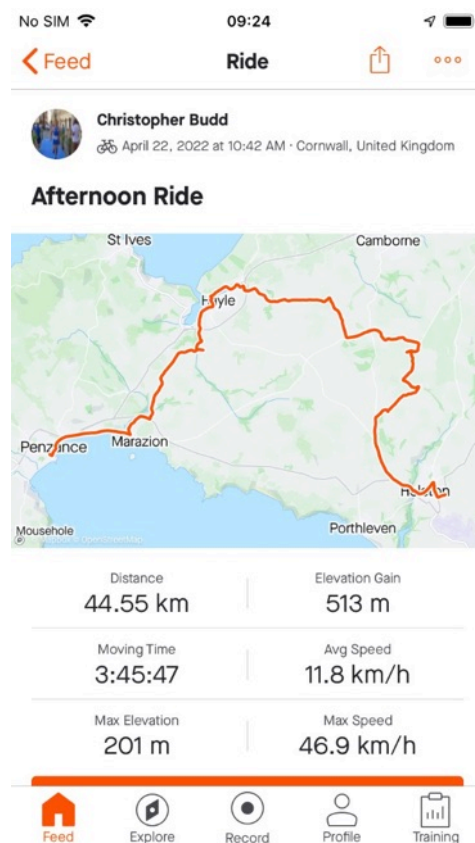 No SIM 09:24
Feed Ride
Christopher Budd
April 22, 2022 at 10:42 AM · Cornwall, United Kingdom
Afternoon Ride
St Ives Camborne
Hayle
Penzance Marazion
Helston
Mousehole Porthleven
© OpenStreetMap
Distance Elevation Gain
44.55 km 513 m
Moving Time Avg Speed
3:45:47 11.8 km/h
Max Elevation Max Speed
201 m 46.9 km/h
Feed Explore Record Profile Training